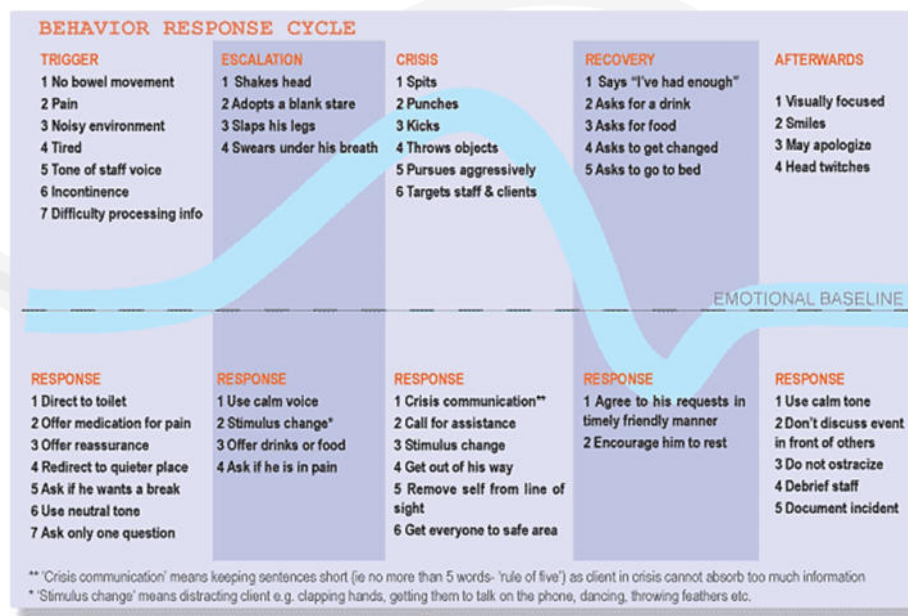 BEHAVIOR RESPONSE CYCLE
TRIGGER
1 No bowel movement
2 Pain
3 Noisy environment
4 Tired
5 Tone of staff voice
6 Incontinence
7 Difficulty processing info
ESCALATION
1 Shakes head
2 Adopts a blank stare
3 Slaps his legs
4 Swears under his breath
CRISIS
1 Spits
2 Punches
3 Kicks
4 Throws objects
5 Pursues aggressively
6 Targets staff & clients
RECOVERY
1 Says “I’ve had enough”
2 Asks for a drink
3 Asks for food
4 Asks to get changed
5 Asks to go to bed
AFTERWARDS
1 Visually focused
2 Smiles
3 May apologize
4 Head twitches
EMOTIONAL BASELINE
RESPONSE
1 Direct to toilet
2 Offer medication for pain
3 Offer reassurance
4 Redirect to quieter place
5 Ask if he wants a break
6 Use neutral tone
7 Ask only one question
RESPONSE
1 Use calm voice
2 Stimulus change*
3 Offer drinks or food
4 Ask if he is in pain
RESPONSE
1 Crisis communication**
2 Call for assistance
3 Stimulus change
4 Get out of his way
5 Remove self from line of
sight
6 Get everyone to safe area
RESPONSE
1 Agree to his requests in
timely friendly manner
2 Encourage him to rest
RESPONSE
1 Use calm tone
2 Don’t discuss event
in front of others
3 Do not ostracize
4 Debrief staff
5 Document incident
** ‘Crisis communication’ means keeping sentences short (ie no more than 5 words- ‘rule of five’) as client in crisis cannot absorb too much information
* ‘Stimulus change’ means distracting client e.g. clapping hands, getting them to talk on the phone, dancing, throwing feathers etc.